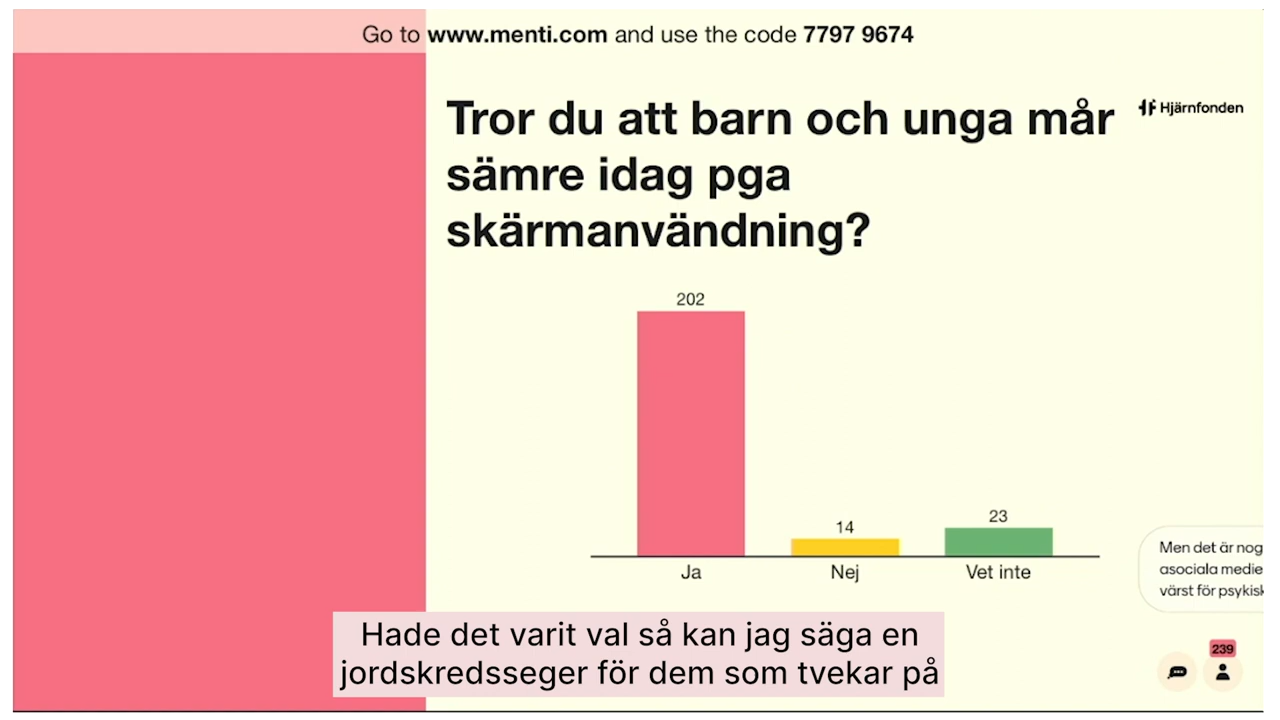 Go to www.menti.com and use the code 7797 9674
Tror du att barn och unga mår
sämre idag pga
skärmanvändning?
Hjärnfonden
202
14
23
Ja
Nej
Vet inte
Men det är nog
asociala medie
värst för psykisk
239
Hade det varit val så kan jag säga en
jordskredsseger för dem som tvekar på